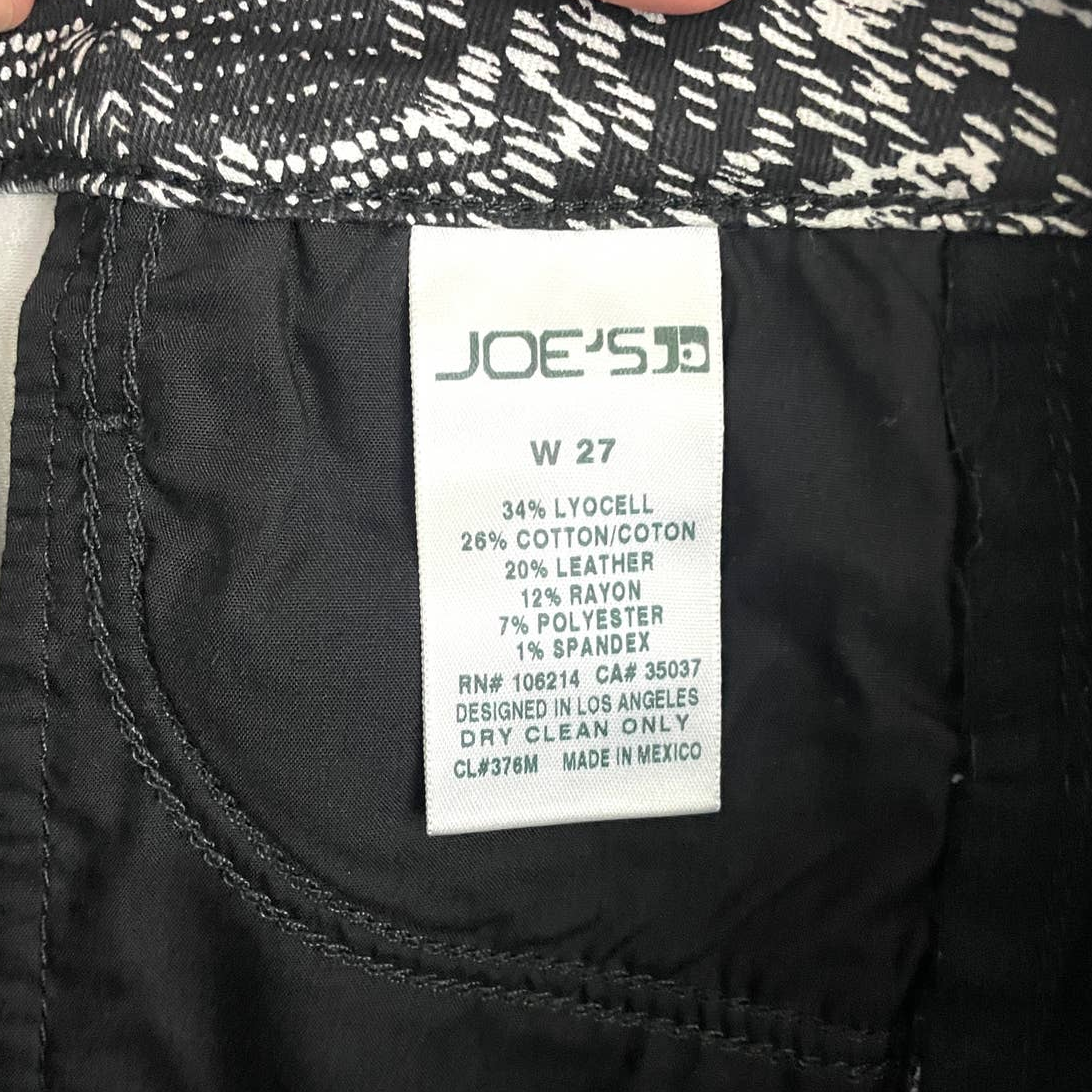 JOE'S
W 27
34% LYOCELL
26% COTTON/COTON
20% LEATHER
12% RAYON
7% POLYESTER
1% SPANDEX
RN# 106214 CA# 35037
DESIGNED IN LOS ANGELES
DRY CLEAN ONLY
CL#376M MADE IN MEXICO